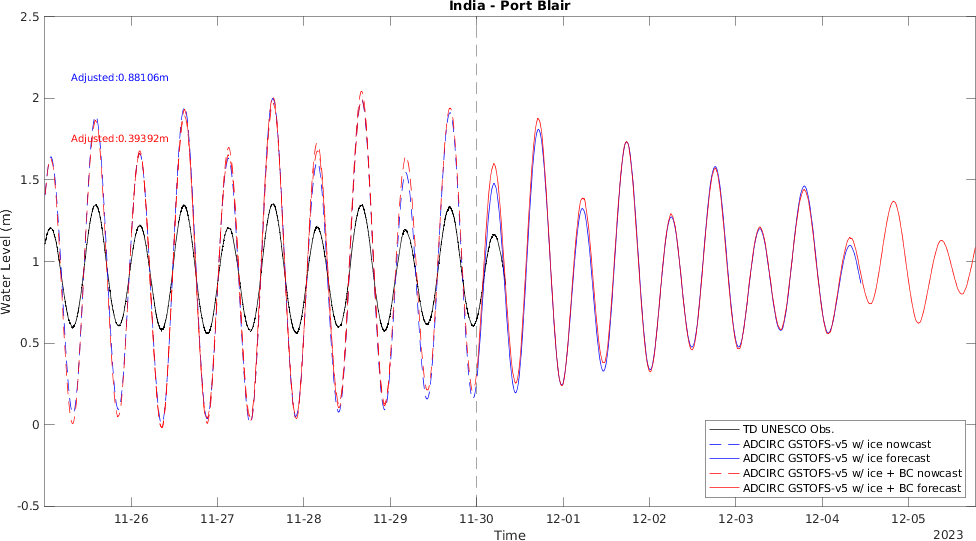 India - Port Blair
2.5
2
1.5
1
0.5
0
-0.5
Water Level (m)
Adjusted:0.88106m
Adjusted:0.39392m
TD UNESCO Obs.
ADCIRC GSTOFS-v5 w/ ice nowcast
ADCIRC GSTOFS-v5 w/ ice forecast
ADCIRC GSTOFS-v5 w/ ice + BC nowcast
ADCIRC GSTOFS-v5 w/ ice + BC forecast
11-26 11-27 11-28 11-29 11-30 12-01 12-02 12-03 12-04 12-05
Time
2023